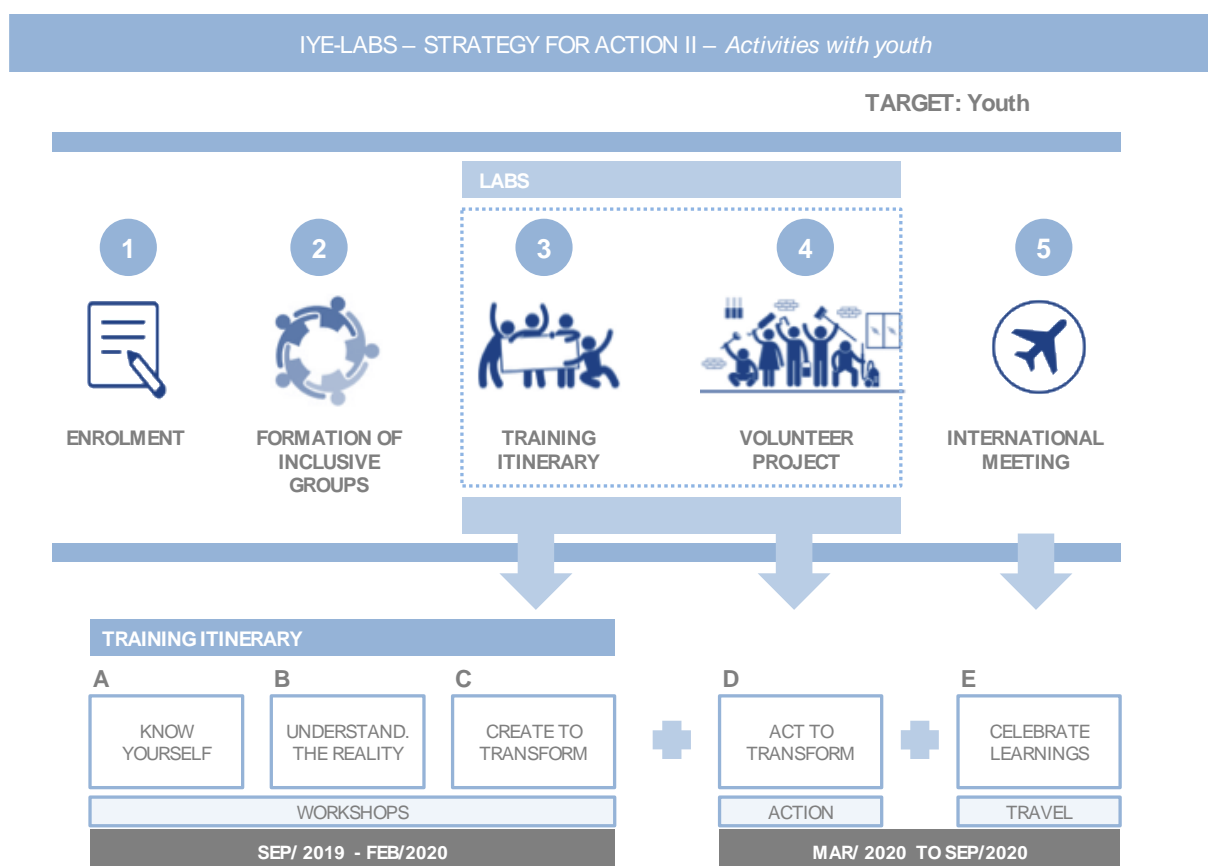 IYE-LABS – STRATEGY FOR ACTION II – Activities with youth
TARGET: Youth
LABS
1
2
3
4
5
ENROLMENT
FORMATION OF
INCLUSIVE
GROUPS
TRAINING
ITINERARY
VOLUNTEER
PROJECT
INTERNATIONAL
MEETING
TRAINING ITINERARY
A
B
C
D
E
KNOW
YOURSELF
UNDERSTAND.
THE REALITY
CREATE TO
TRANSFORM
ACT TO
TRANSFORM
CELEBRATE
LEARNINGS
WORKSHOPS
ACTION
TRAVEL
SEP/ 2019 - FEB/2020
MAR/ 2020 TO SEP/2020